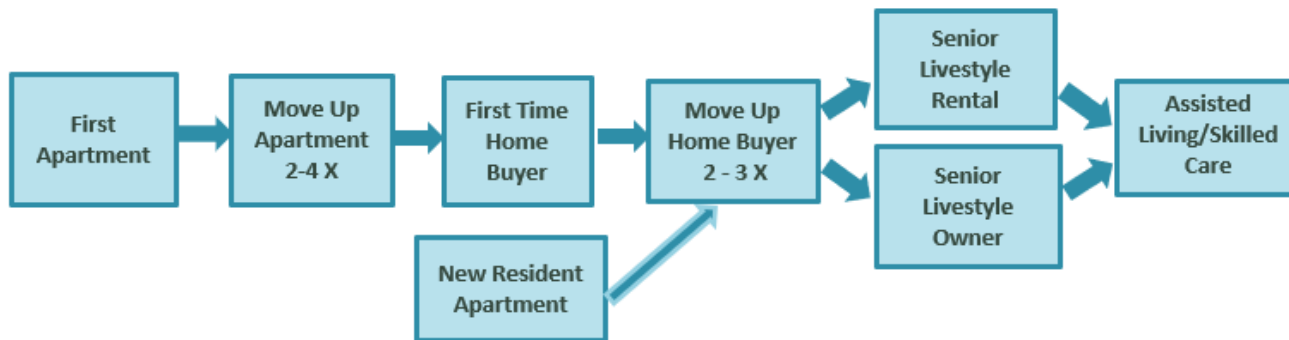 First
Apartment
Move Up
Apartment
2-4 X
First Time
Home
Buyer
Move Up
Home Buyer
2 - 3 X
New Resident
Apartment
Senior
Livestyle
Rental
Senior
Livestyle
Owner
Assisted
Living/Skilled
Care